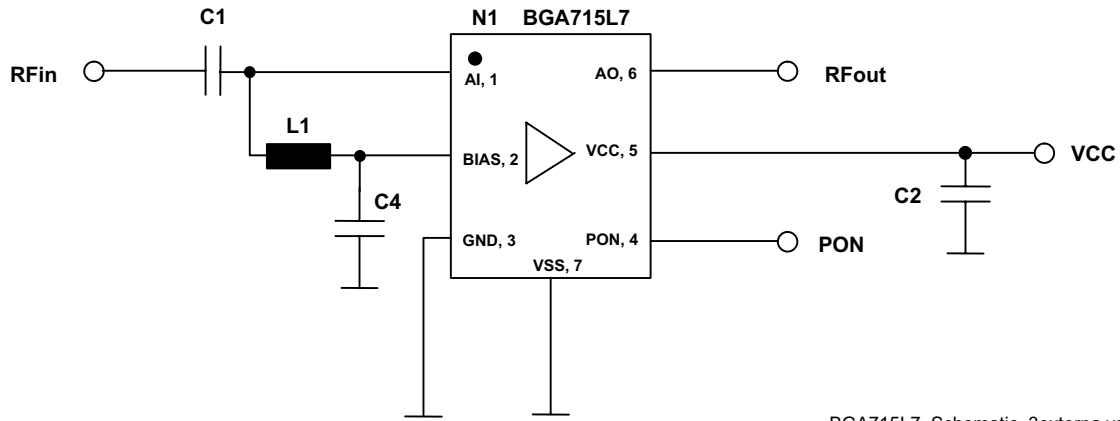 N1 BGA715L7
C1
RFin
AI, 1
AO, 6
RFout
L1
BIAS, 2
VCC, 5
VCC
C4
C2
GND, 3
PON, 4
PON
VSS, 7